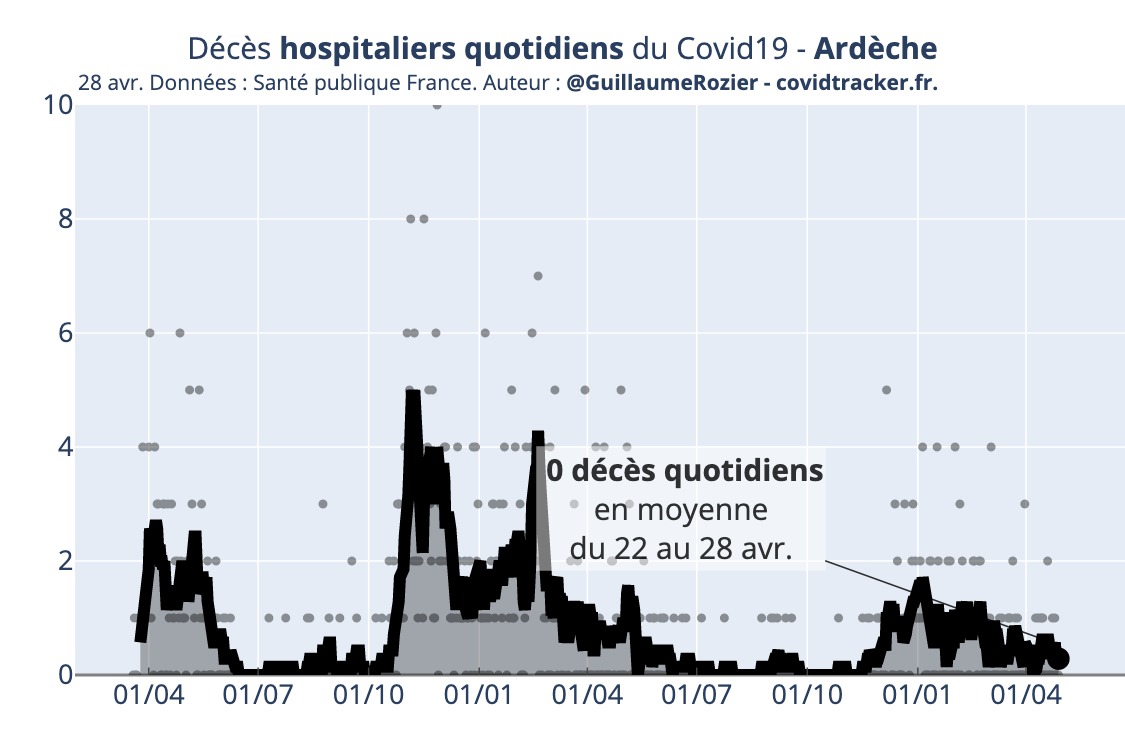 Décès hospitaliers quotidiens du Covid19 - Ardèche
28 avr. Données : Santé publique France. Auteur : @GuillaumeRozier - covidtracker.fr.
10
8
6
4
2
0
0 décès quotidiens
en moyenne
du 22 au 28 avr.
01/04 01/07 01/10 01/01 01/04 01/07 01/10 01/01 01/04